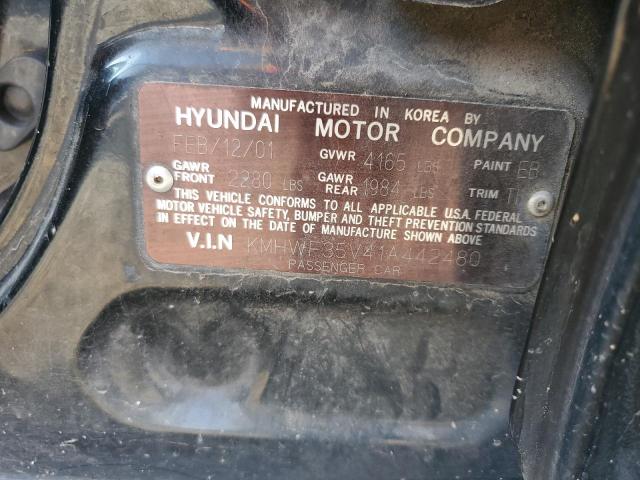 MANUFACTURED IN KOREA BY
HYUNDAI MOTOR COMPANY
FEB/12/01 GVWR 4165 LBS PAINT EB
GAWR FRONT 2280 LBS GAWR REAR 1984 LBS TRIM TI
THIS VEHICLE CONFORMS TO ALL APPLICABLE U.S.A. FEDERAL
MOTOR VEHICLE SAFETY, BUMPER AND THEFT PREVENTION STANDARDS
IN EFFECT ON THE DATE OF MANUFACTURE SHOWN ABOVE
V.I.N KMHWF35V41A442480
PASSENGER CAR